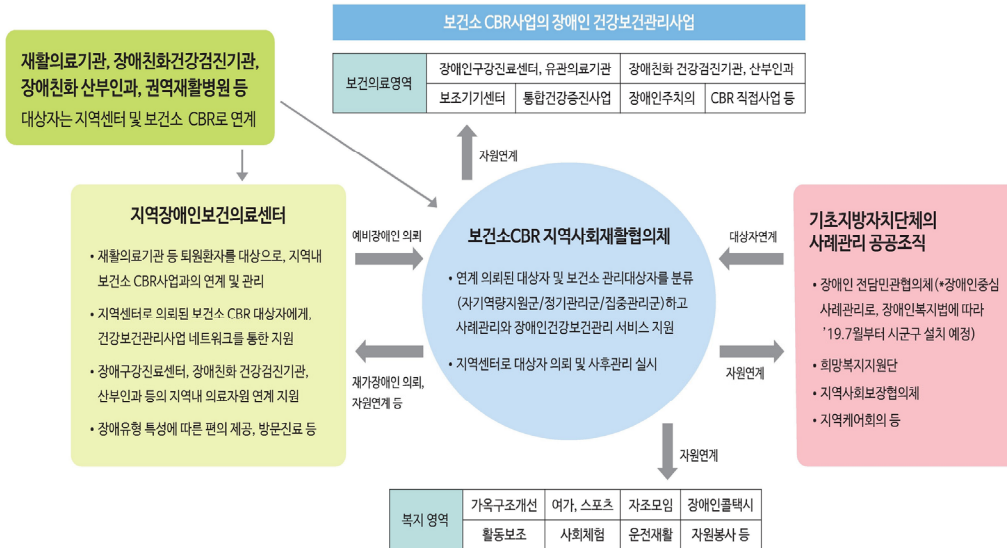 보건소 CBR사업의 장애인 건강보건관리사업
재활의료기관, 장애친화건강검진기관,
장애친화 산부인과, 권역재활병원 등
대상자는 지역센터 및 보건소 CBR로 연계
보건의료영역
장애인구강진료센터, 유관의료기관
장애친화 건강검진기관, 산부인과
보조기기센터
통합건강증진사업
장애인주치의
CBR 직접사업 등
자원연계
지역장애인보건의료센터
• 재활의료기관 등 퇴원환자를 대상으로, 지역내
보건소 CBR사업과의 연계 및 관리
• 지역센터로 의뢰된 보건소 CBR 대상자에게,
건강보건관리사업 네트워크를 통한 지원
• 장애구강진료센터, 장애친화 건강검진기관,
산부인과 등의 지역내 의료자원 연계 지원
• 장애유형 특성에 따른 편의 제공, 방문진료 등
예비장애인 의뢰
재가장애인 의뢰,
자원연계 등
보건소CBR 지역사회재활협의체
• 연계 의뢰된 대상자 및 보건소 관리대상자를 분류
(자기역량지원군/정기관리군/집중관리군)하고
사례관리와 장애인건강보건관리 서비스 지원
• 지역센터로 대상자 의뢰 및 사후관리 실시
대상자연계
자원연계
기초지방자치단체의
사례관리 공공조직
• 장애인 전담민관협의체(*장애인중심
사례관리로, 장애인복지법에 따라
'19.7월부터 시군구 설치 예정)
• 희망복지지원단
• 지역사회보장협의체
• 지역케어회의 등
자원연계
복지 영역
가옥구조개선
여가, 스포츠
자조모임
장애인콜택시
활동보조
사회체험
운전재활
자원봉사 등